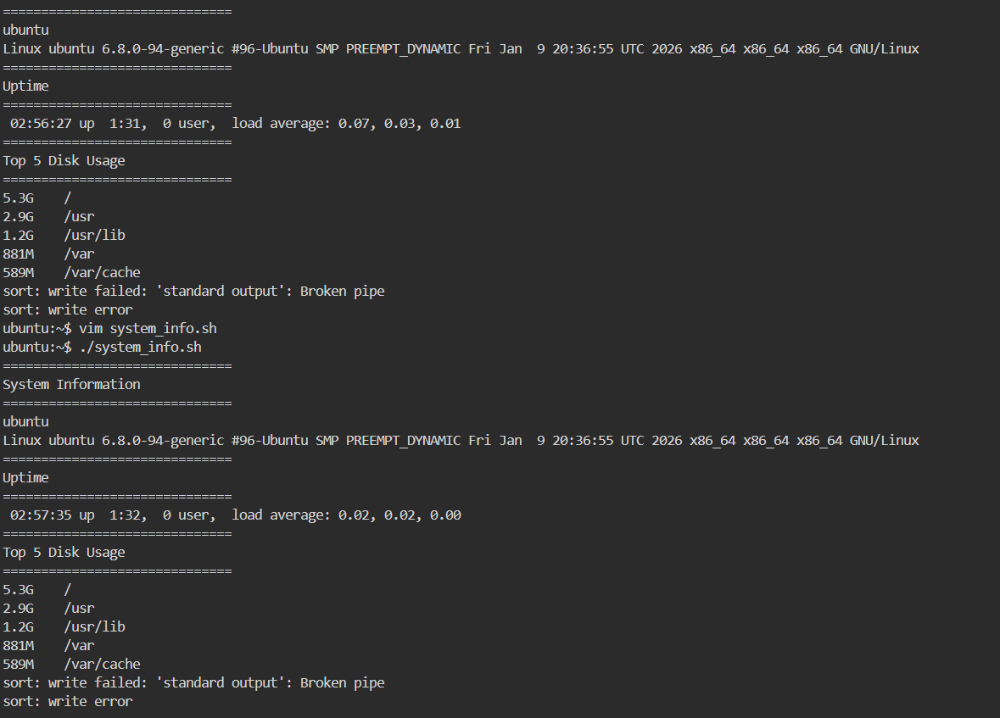 ==============================
ubuntu
Linux ubuntu 6.8.0-94-generic #96-Ubuntu SMP PREEMPT_DYNAMIC Fri Jan  9 20:36:55 UTC 2026 x86_64 x86_64 x86_64 GNU/Linux
==============================
Uptime
==============================
 02:56:27 up  1:31,  0 user,  load average: 0.07, 0.03, 0.01
==============================
Top 5 Disk Usage
==============================
5.3G    /
2.9G    /usr
1.2G    /usr/lib
881M    /var
589M    /var/cache
sort: write failed: 'standard output': Broken pipe
sort: write error
ubuntu:~$ vim system_info.sh
ubuntu:~$ ./system_info.sh
==============================
System Information
==============================
ubuntu
Linux ubuntu 6.8.0-94-generic #96-Ubuntu SMP PREEMPT_DYNAMIC Fri Jan  9 20:36:55 UTC 2026 x86_64 x86_64 x86_64 GNU/Linux
==============================
Uptime
==============================
 02:57:35 up  1:32,  0 user,  load average: 0.02, 0.02, 0.00
==============================
Top 5 Disk Usage
==============================
5.3G    /
2.9G    /usr
1.2G    /usr/lib
881M    /var
589M    /var/cache
sort: write failed: 'standard output': Broken pipe
sort: write error